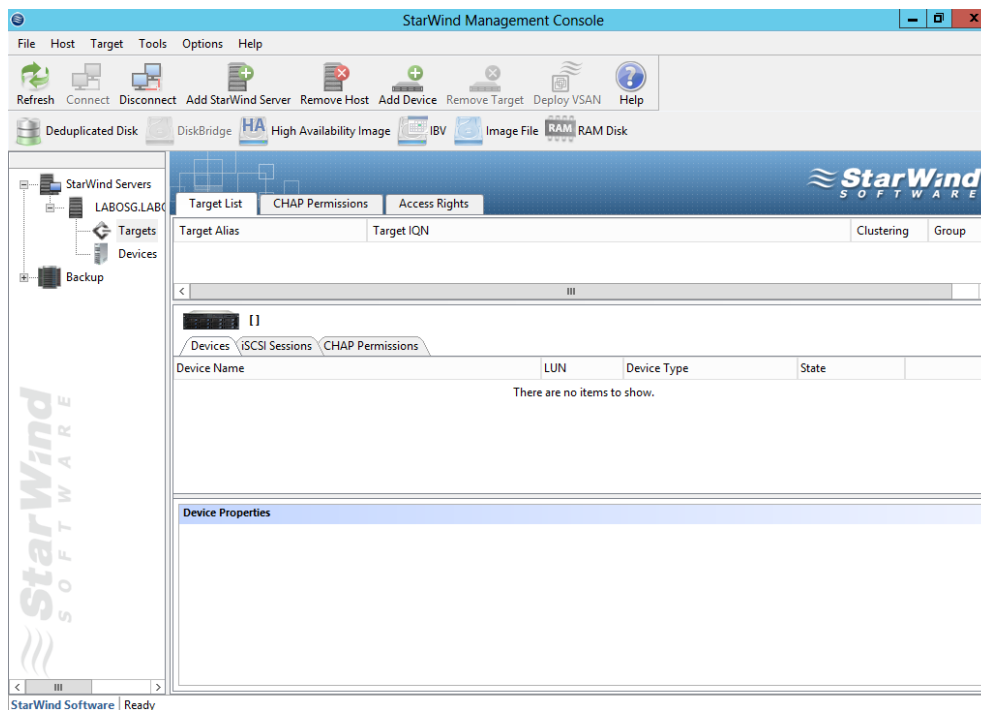 StarWind Management Console
File Host Target Tools Options Help
Refresh Connect Disconnect Add StarWind Server Remove Host Add Device Remove Target Deploy VSAN Help
Deduplicated Disk DiskBridge HA High Availability Image IBV Image File RAM RAM Disk
StarWind Servers
LABOSG.LABO
Targets
Devices
Backup
StarWind
SOFTWARE
Target List CHAP Permissions Access Rights
Target Alias Target IQN Clustering Group
[]
Devices iSCSI Sessions CHAP Permissions
Device Name LUN Device Type State
There are no items to show.
Device Properties
StarWind
SOFTWARE
StarWind Software Ready